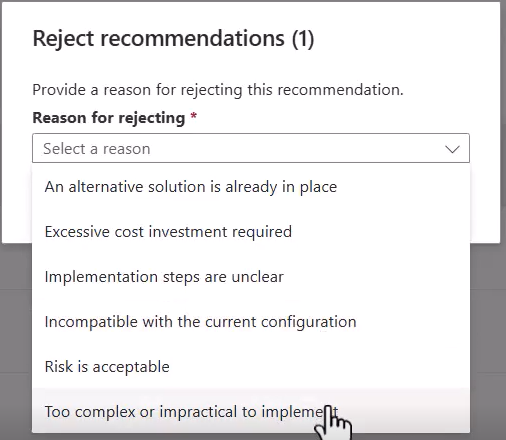 Reject recommendations (1)
Provide a reason for rejecting this recommendation.
Reason for rejecting *
Select a reason
An alternative solution is already in place
Excessive cost investment required
Implementation steps are unclear
Incompatible with the current configuration
Risk is acceptable
Too complex or impractical to implement